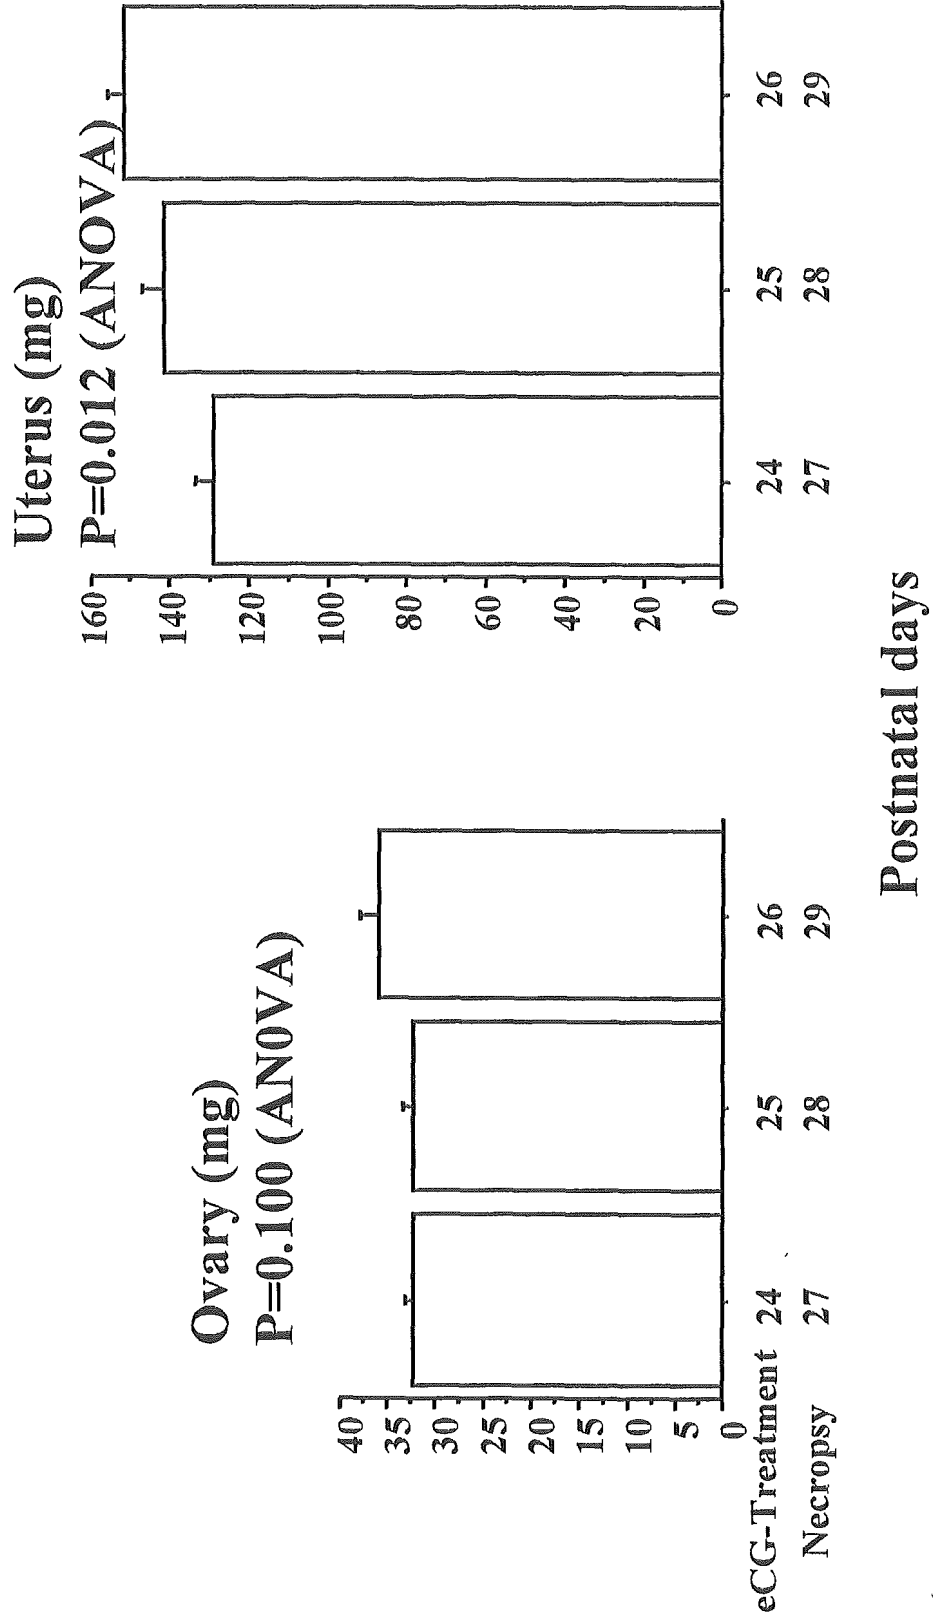 Ovary (mg)
P=0.100 (AN0VA)
40
35
30
25
20
15
10
5
0
eCG-Treatment 24 25 26
Necropsy 27 28 29
Uterus (mg)
P=0.012 (ANOVA)
160
140
120
100
80
60
40
20
0
24 25 26
27 28 29
Postnatal days